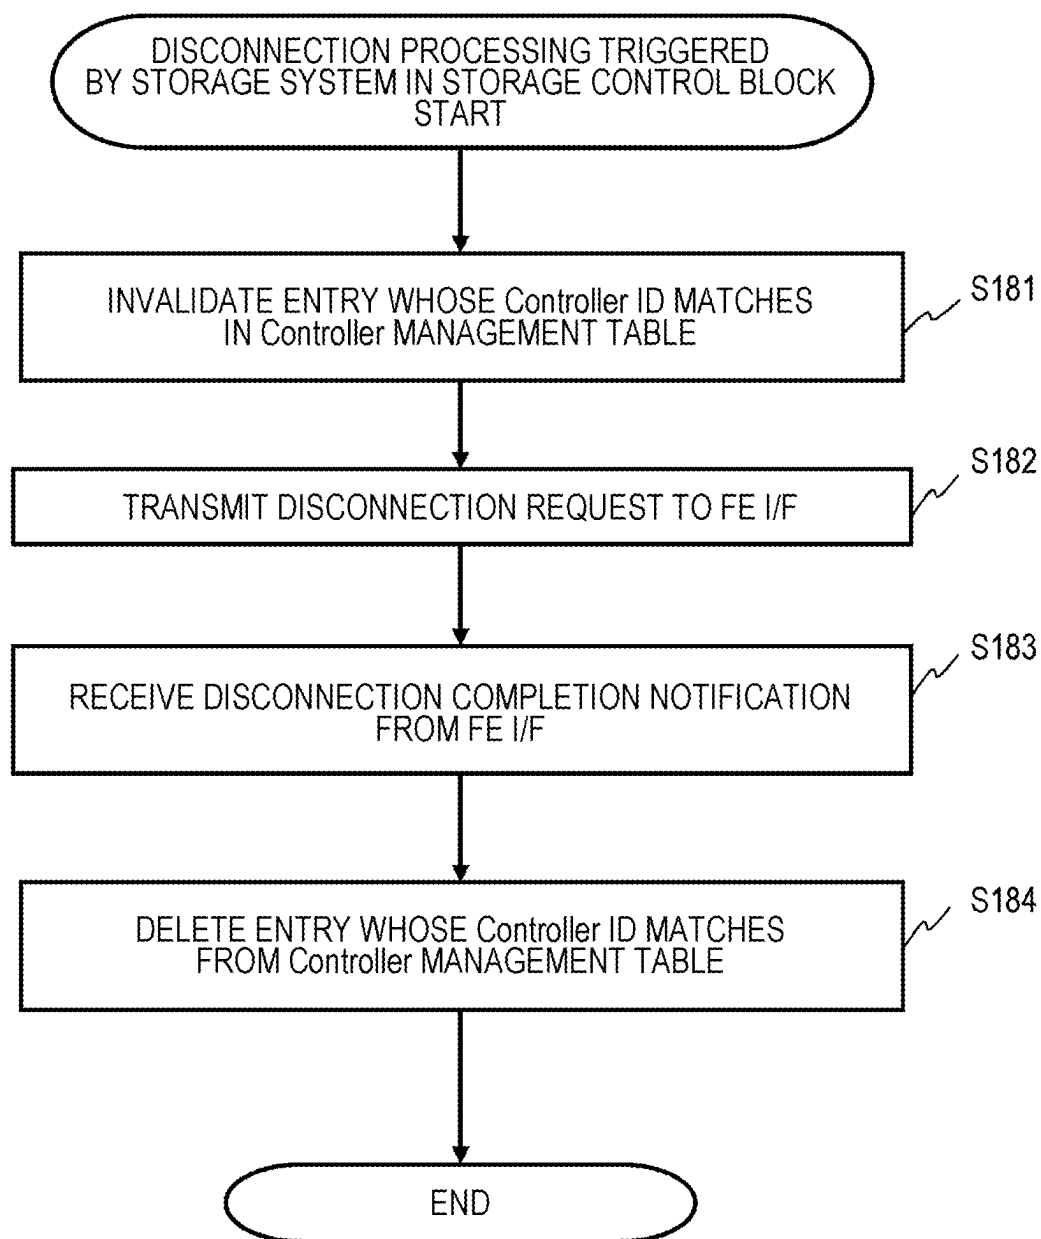 DISCONNECTION PROCESSING TRIGGERED
BY STORAGE SYSTEM IN STORAGE CONTROL BLOCK
START
INVALIDATE ENTRY WHOSE Controller ID MATCHES
IN Controller MANAGEMENT TABLE
S181
TRANSMIT DISCONNECTION REQUEST TO FE I/F
S182
RECEIVE DISCONNECTION COMPLETION NOTIFICATION
FROM FE I/F
S183
DELETE ENTRY WHOSE Controller ID MATCHES
FROM Controller MANAGEMENT TABLE
S184
END